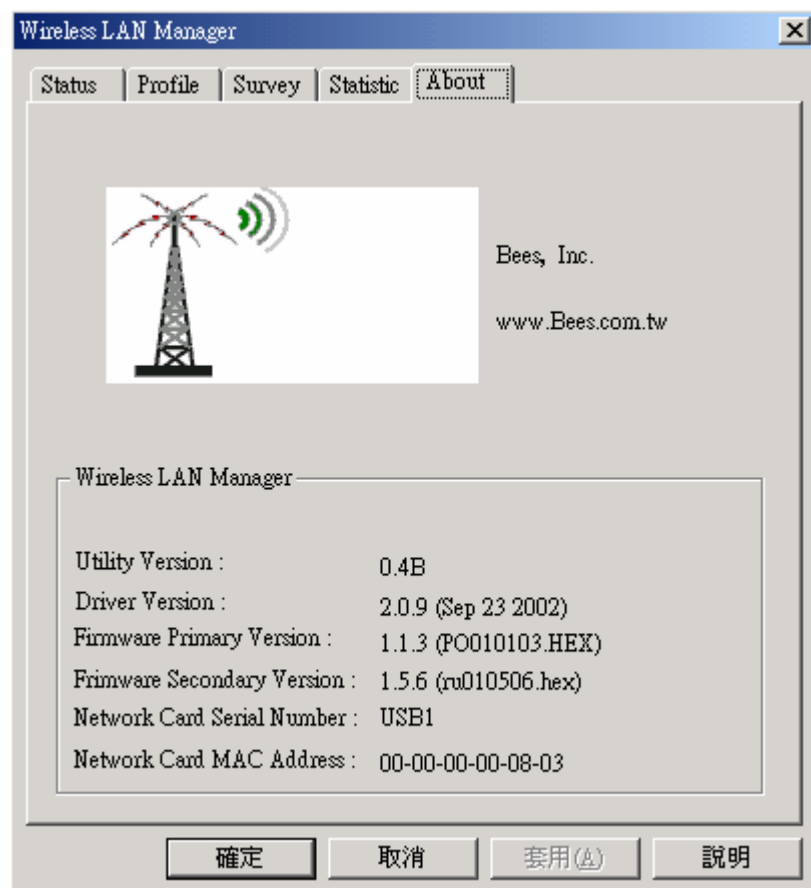 Wireless LAN Manager
Status Profile Survey Statistic About
Bees, Inc.
www.Bees.com.tw
Wireless LAN Manager
Utility Version : 0.4B
Driver Version : 2.0.9 (Sep 23 2002)
Firmware Primary Version : 1.1.3 (PO010103.HEX)
Frimware Secondary Version : 1.5.6 (ru010506.hex)
Network Card Serial Number : USB1
Network Card MAC Address : 00-00-00-00-08-03
確定 取消 套用(A) 説明